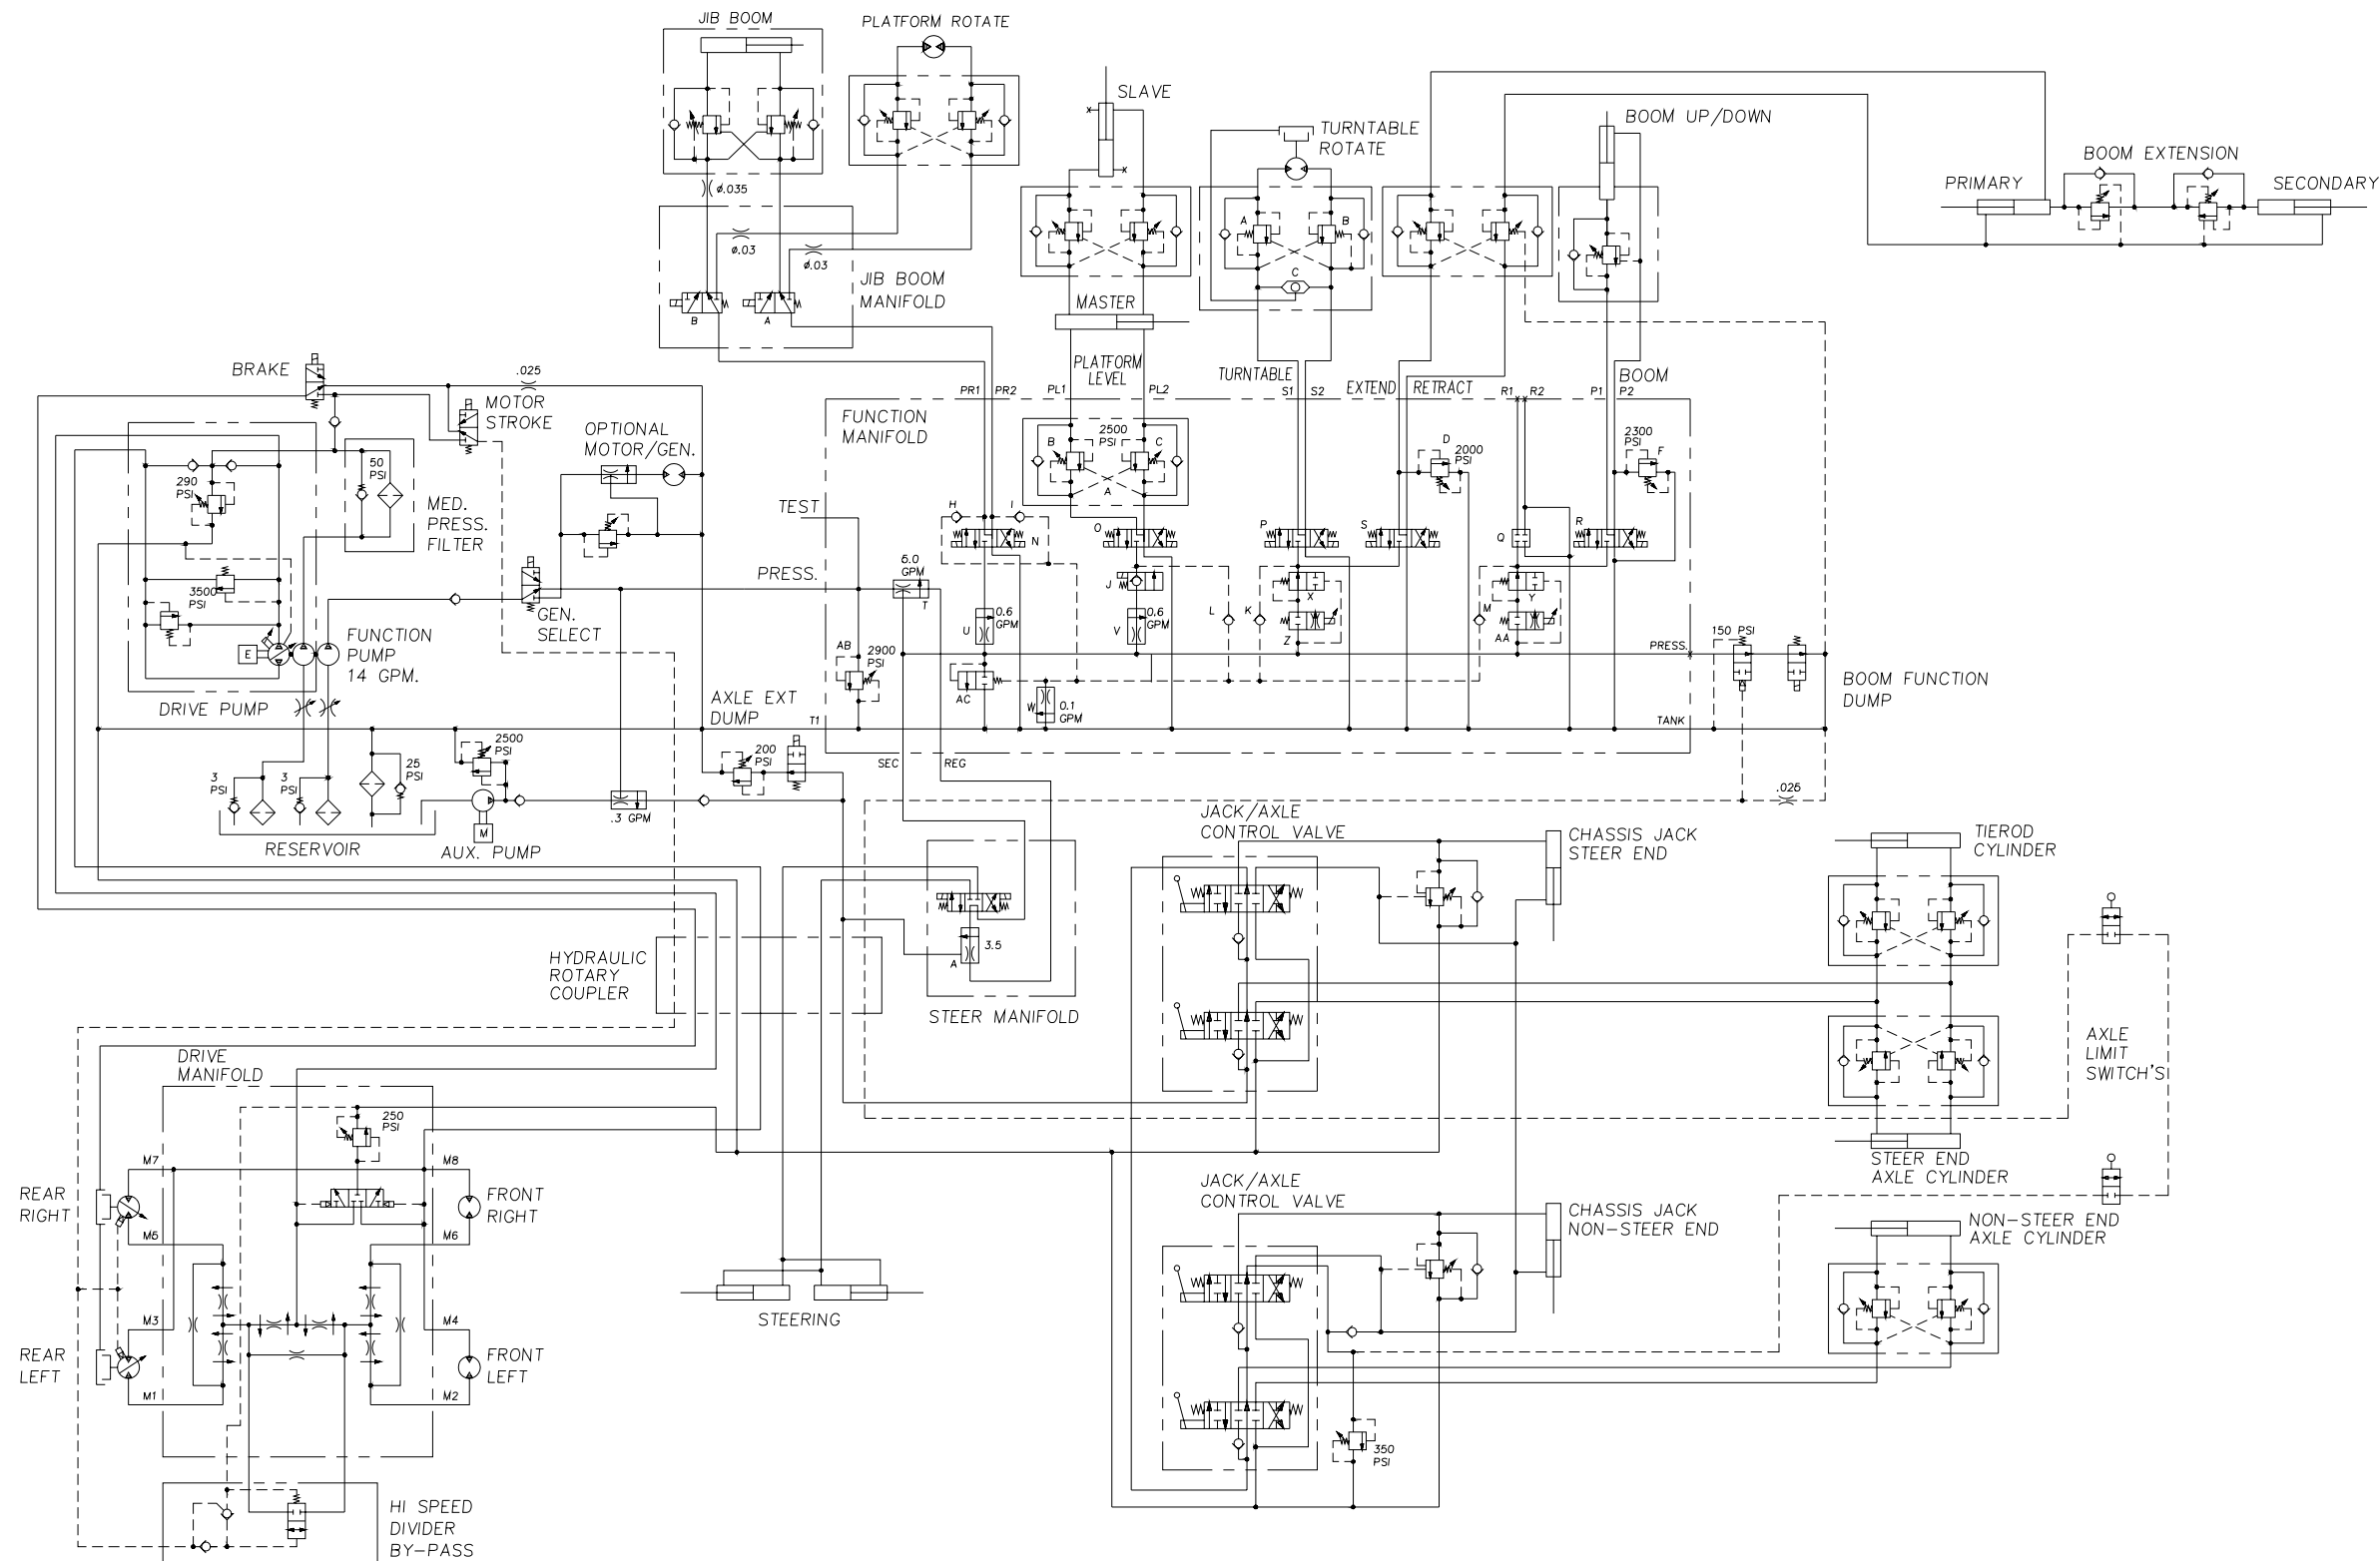 JIB BOOM
PLATFORM ROTATE
SLAVE
TURNTABLE
ROTATE
BOOM UP/DOWN
BOOM EXTENSION
PRIMARY
SECONDARY
A
B
C
ø.035
ø.03
ø.03
JIB BOOM
MANIFOLD
B
A
MASTER
PLATFORM
LEVEL
TURNTABLE
EXTEND
RETRACT
BOOM
PR1
PR2
PL1
PL2
S1
S2
R1
R2
P1
P2
BRAKE
.025
MOTOR
STROKE
OPTIONAL
MOTOR/GEN.
FUNCTION
MANIFOLD
B
2500
PSI
C
A
D
2000
PSI
2300
PSI
F
50
PSI
290
PSI
MED.
PRESS.
FILTER
TEST
H
I
N
O
P
S
Q
R
3500
PSI
PRESS.
6.0
GPM
T
J
X
Y
GEN.
SELECT
FUNCTION
PUMP
14 GPM.
E
0.6
GPM
U
0.6
GPM
V
L
K
M
Z
AA
150 PSI
AB
2900
PSI
PRESS.
BOOM FUNCTION
DUMP
DRIVE PUMP
AXLE EXT
DUMP
AC
W
0.1
GPM
T1
TANK
2500
PSI
200
PSI
SEC
REG
3
PSI
3
PSI
25
PSI
.025
.3 GPM
M
RESERVOIR
AUX. PUMP
JACK/AXLE
CONTROL VALVE
CHASSIS JACK
STEER END
TIEROD
CYLINDER
3.5
A
HYDRAULIC
ROTARY
COUPLER
STEER MANIFOLD
AXLE
LIMIT
SWITCH'S
DRIVE
MANIFOLD
250
PSI
M7
M8
REAR
RIGHT
FRONT
RIGHT
M5
M6
STEER END
AXLE CYLINDER
JACK/AXLE
CONTROL VALVE
CHASSIS JACK
NON-STEER END
NON-STEER END
AXLE CYLINDER
M3
M4
REAR
LEFT
FRONT
LEFT
M1
M2
STEERING
350
PSI
HI SPEED
DIVIDER
BY-PASS